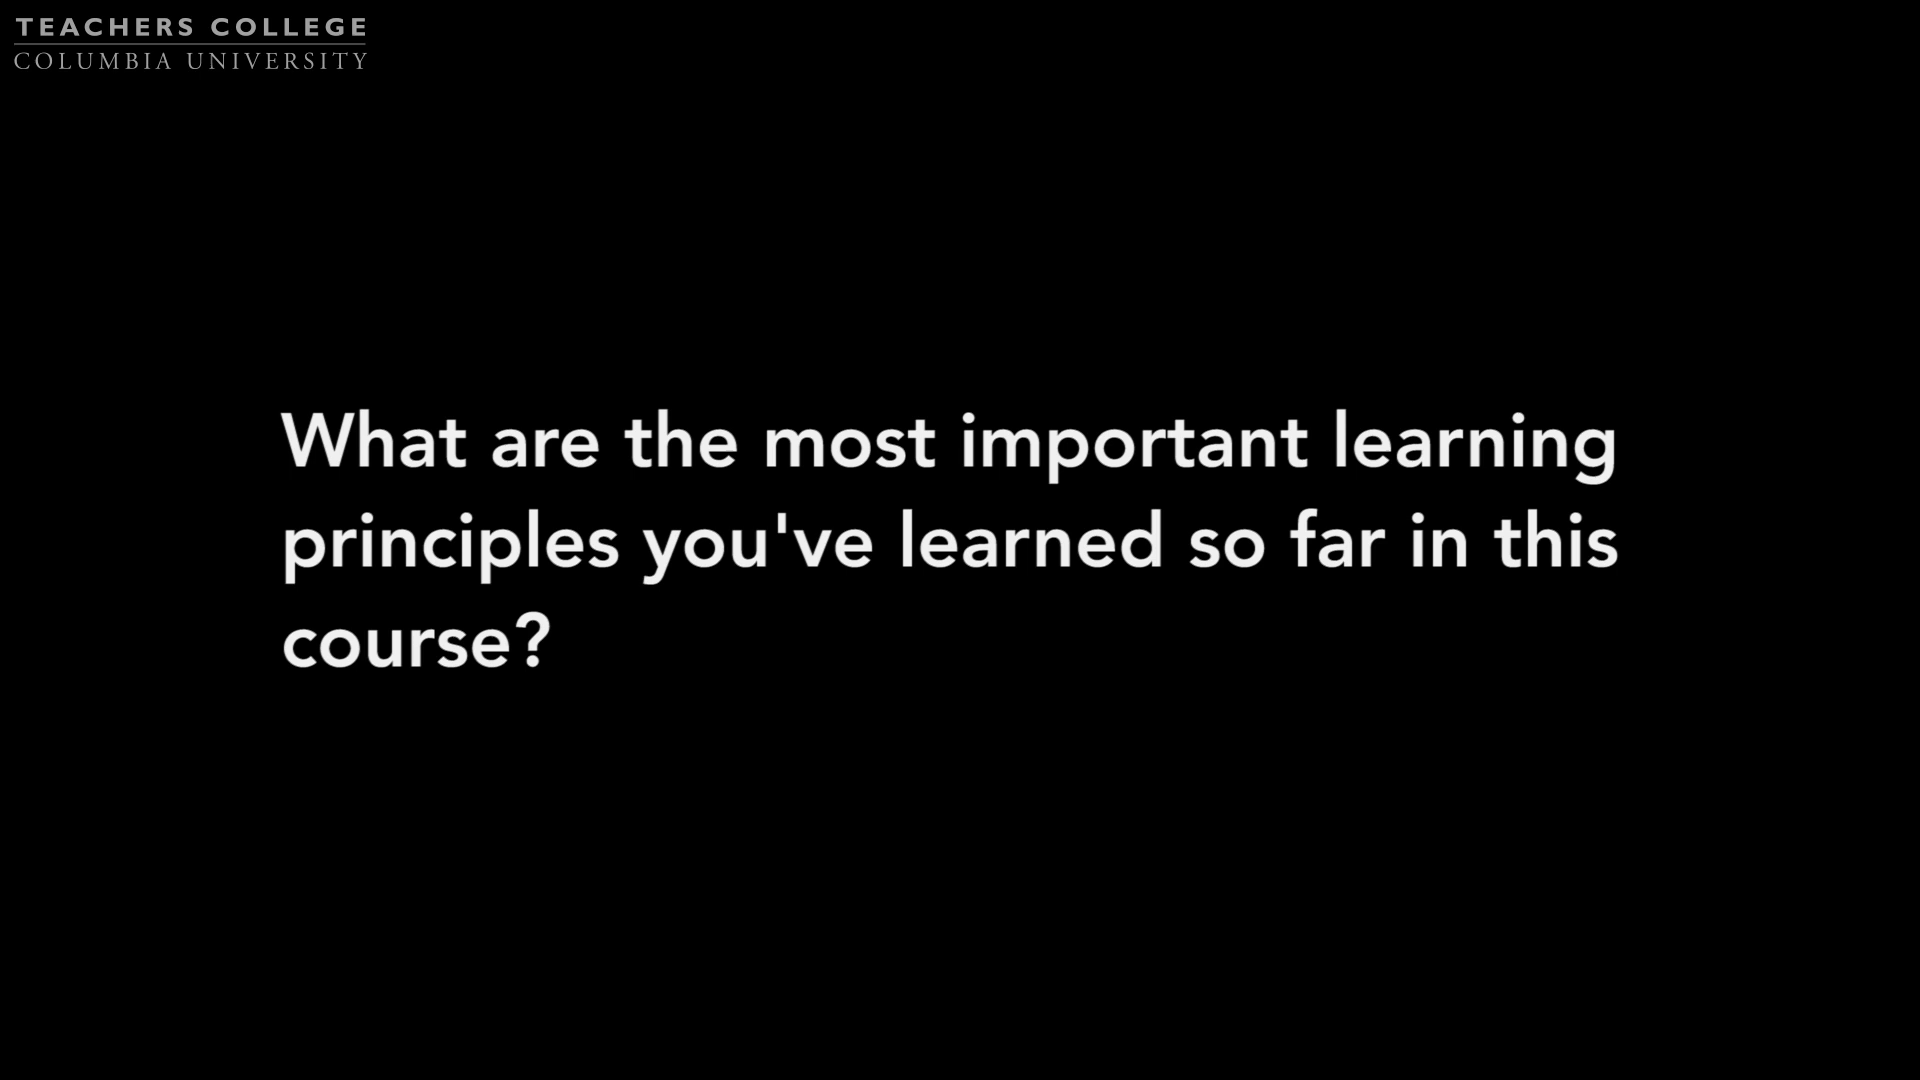 TEACHERS COLLEGE
COLUMBIA UNIVERSITY
What are the most important learning
principles you've learned so far in this
course?